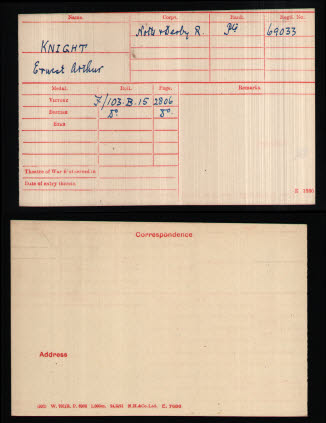 Name. Corps. Rank. Regtl. No.
KNIGHT Notts & Derby R. Pte 69033
Ernest Arthur
Medal. Roll. Page. Remarks.
Victory F/103.B.15 2806
British Do. Do.
Star
Theatre of War first served in
Date of entry therein
K 1380
Correspondence
Address